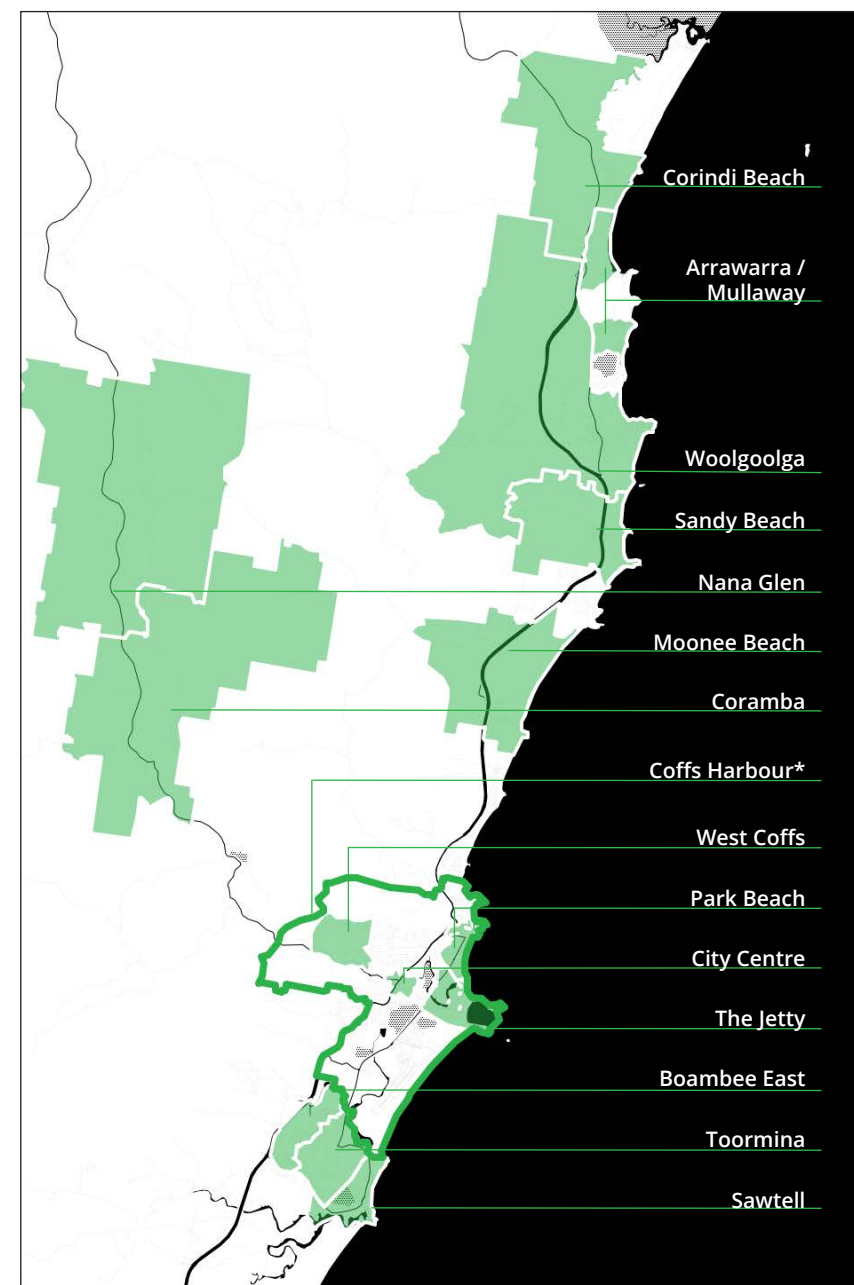 Corindi Beach
Arrawarra /
Mullaway
Woolgoolga
Sandy Beach
Nana Glen
Moonee Beach
Coramba
Coffs Harbour*
West Coffs
Park Beach
City Centre
The Jetty
Boambee East
Toormina
Sawtell